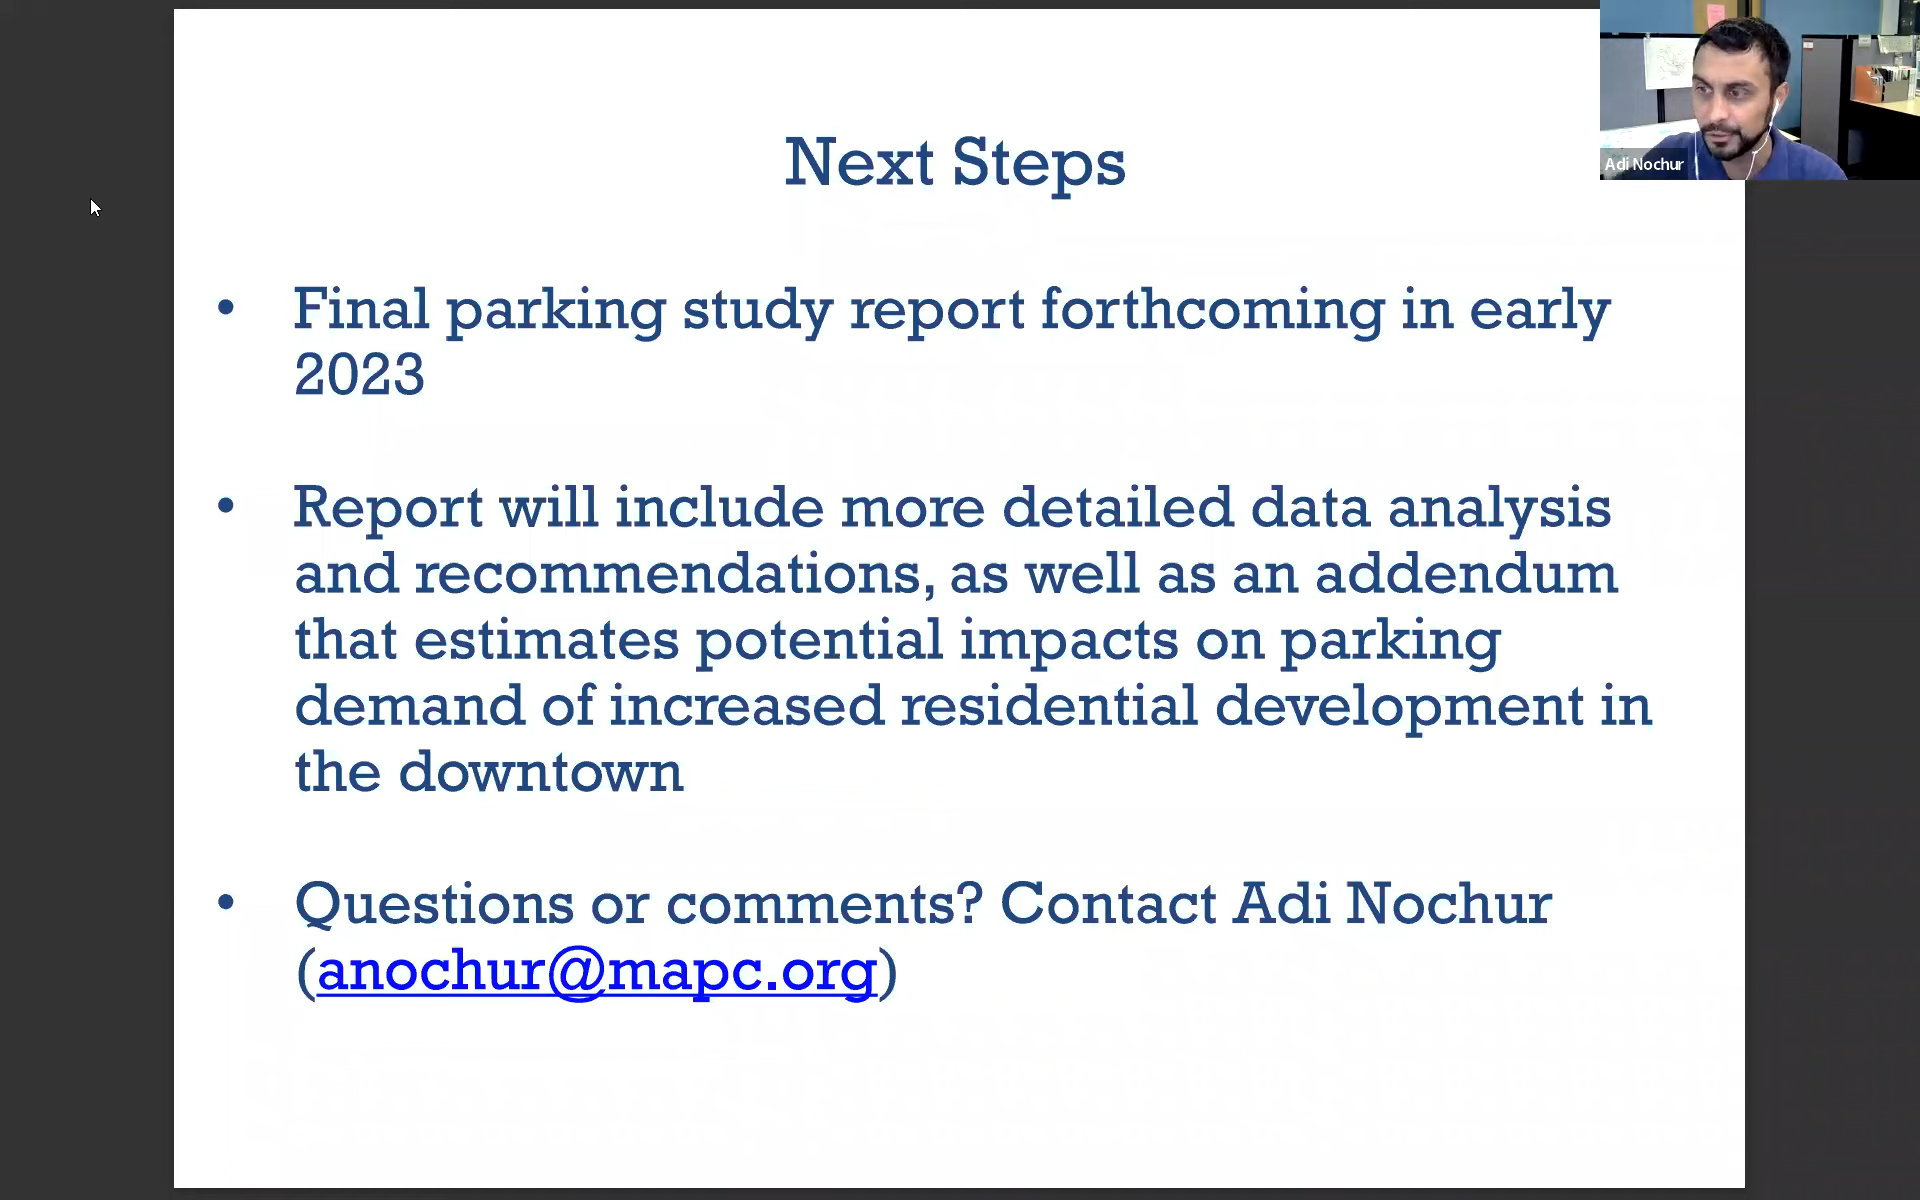 Adi Nochur
Next Steps
• Final parking study report forthcoming in early
2023
• Report will include more detailed data analysis
and recommendations, as well as an addendum
that estimates potential impacts on parking
demand of increased residential development in
the downtown
• Questions or comments? Contact Adi Nochur
(anochur@mapc.org)